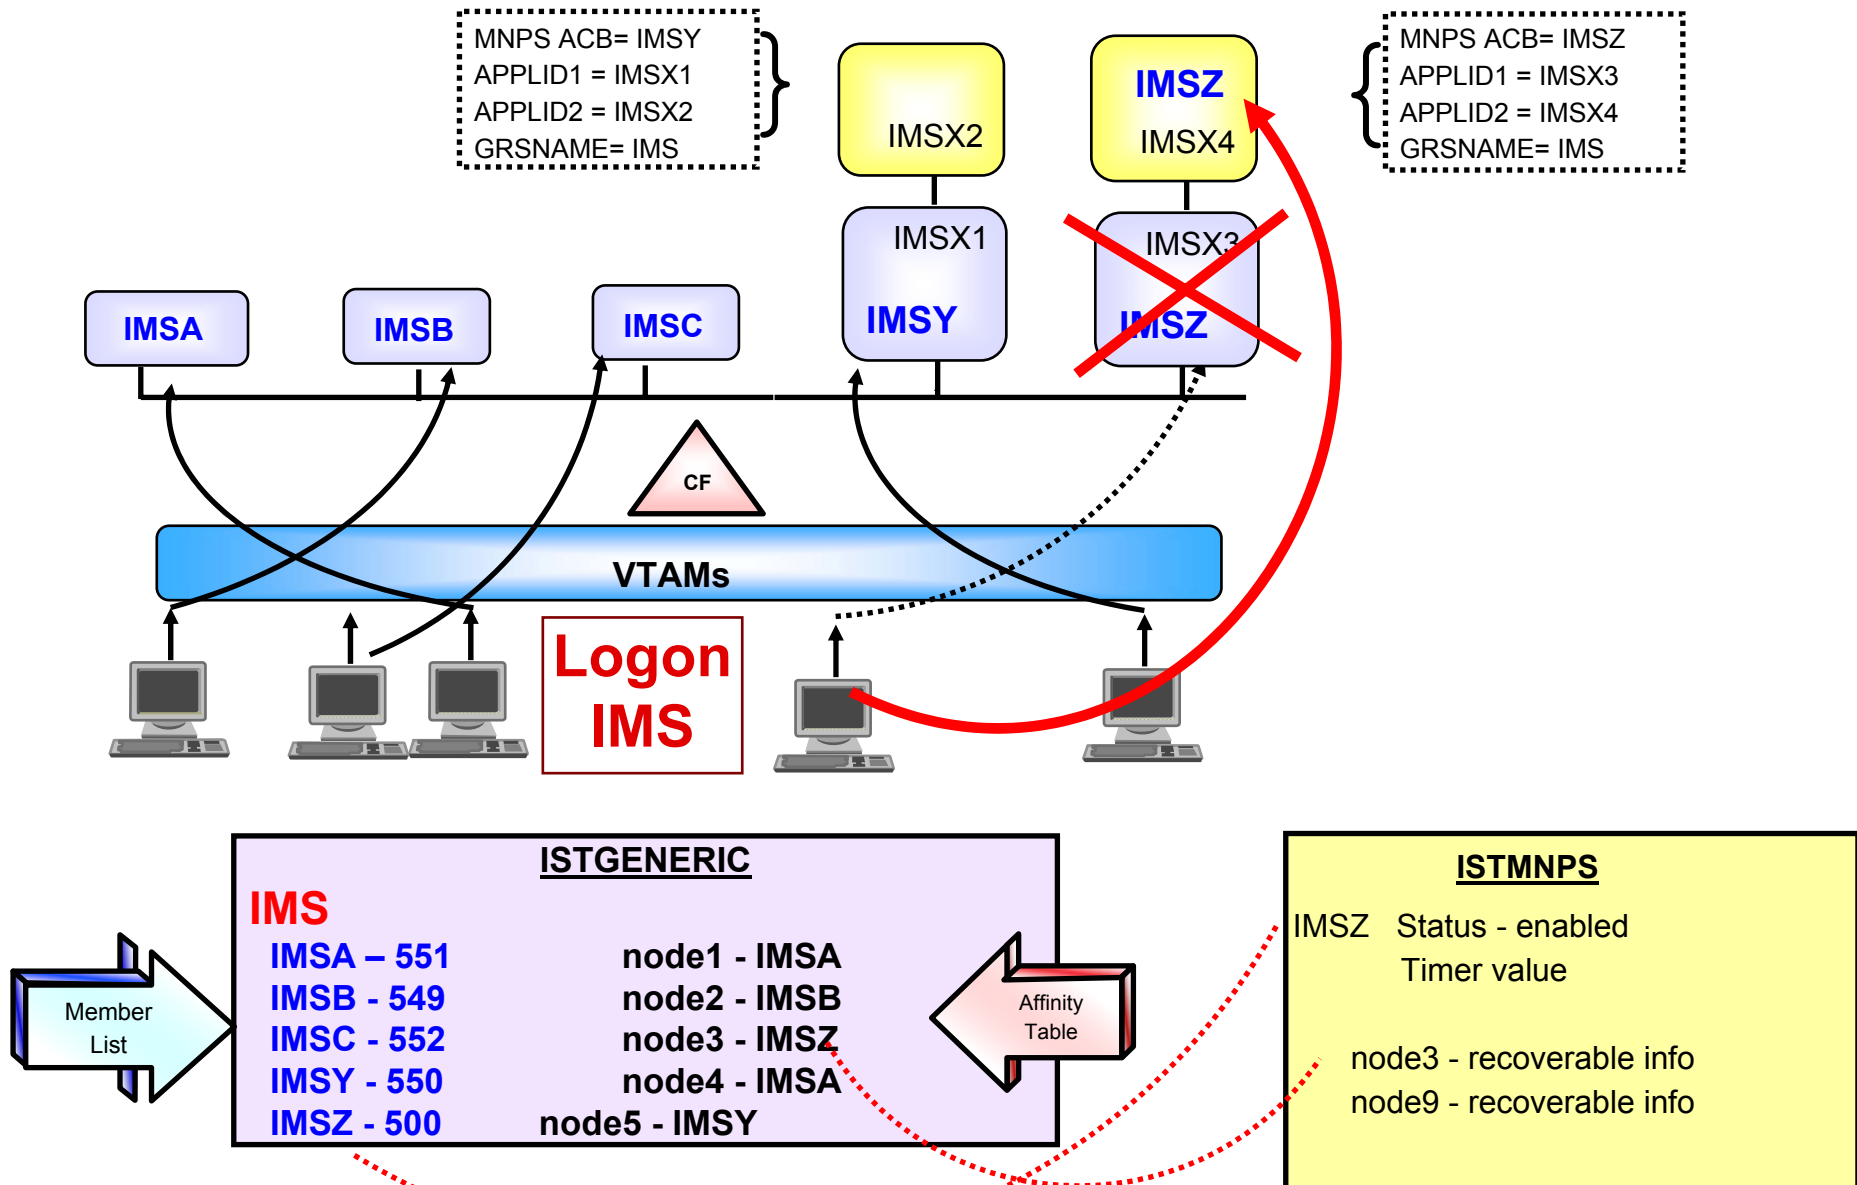 MNPS ACB= IMSY
APPLID1 = IMSX1
APPLID2 = IMSX2
GRSNAME= IMS
IMSX2
IMSZ
IMSX4
MNPS ACB= IMSZ
APPLID1 = IMSX3
APPLID2 = IMSX4
GRSNAME= IMS
IMSX1
IMSY
IMSX3
IMSZ
IMSA
IMSB
IMSC
CF
VTAMs
Logon
IMS
ISTGENERIC
IMS
IMSA – 551 node1 - IMSA
IMSB - 549 node2 - IMSB
IMSC - 552 node3 - IMSZ
IMSY - 550 node4 - IMSA
IMSZ - 500 node5 - IMSY
Member
List
Affinity
Table
ISTMNPS
IMSZ Status - enabled
Timer value
node3 - recoverable info
node9 - recoverable info